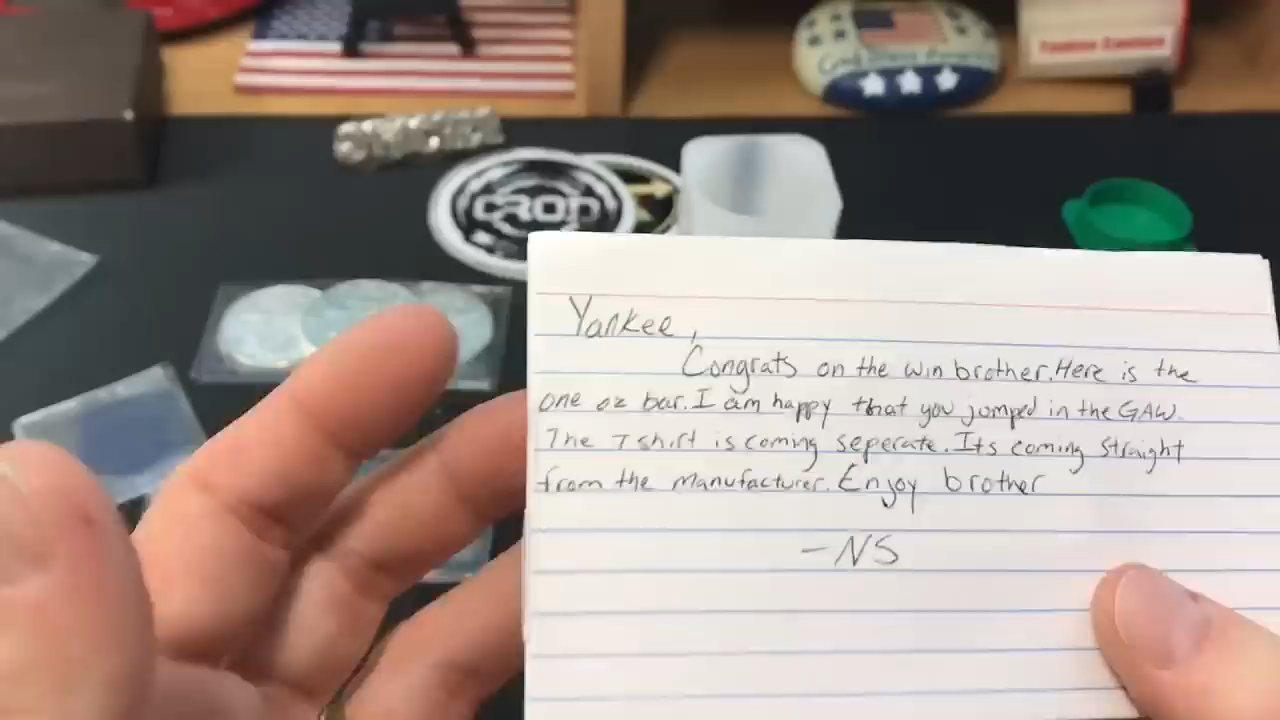 CROD
Yankee,
Congrats on the win brother. Here is the
one oz bar. I am happy that you jumped in the GAW.
The T shirt is coming seperate. Its coming straight
from the manufacturer. Enjoy brother
-NS